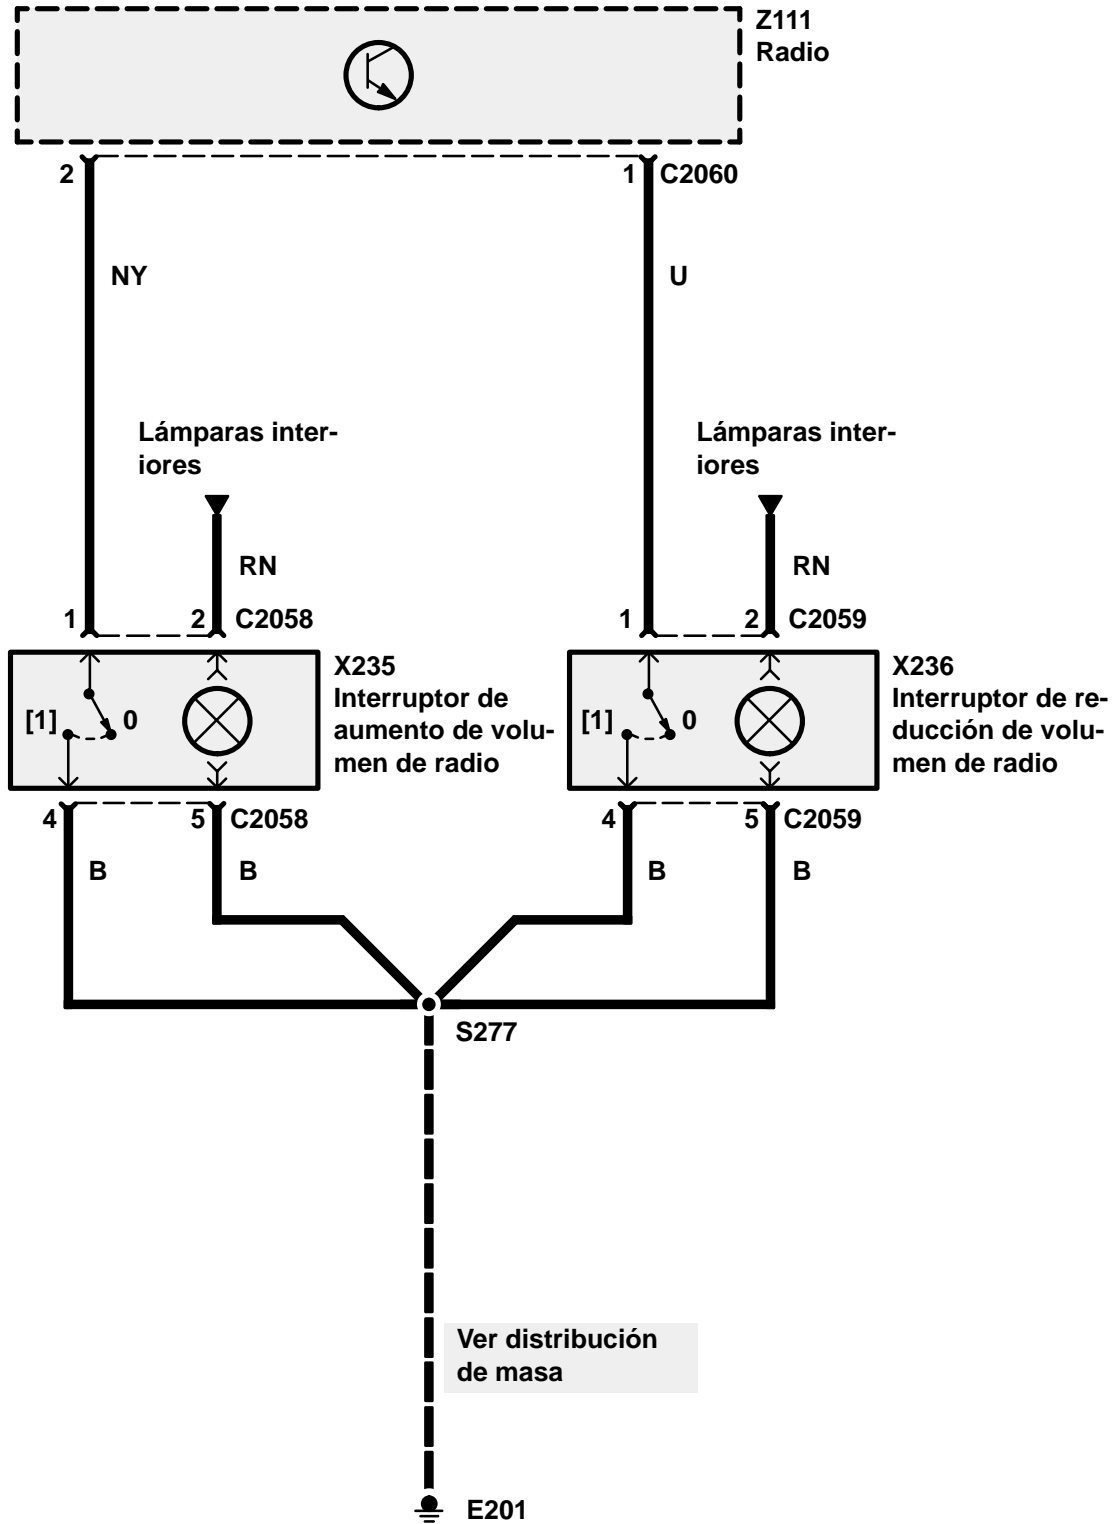 Z111
Radio
2
1
C2060
NY
U
Lámparas inter-
iores
Lámparas inter-
iores
RN
RN
1
2
C2058
1
2
C2059
X235
Interruptor de
aumento de volu-
men de radio
[1]
0
X236
Interruptor de re-
ducción de volu-
men de radio
[1]
0
4
5
C2058
4
5
C2059
B
B
B
B
S277
Ver distribución
de masa
E201